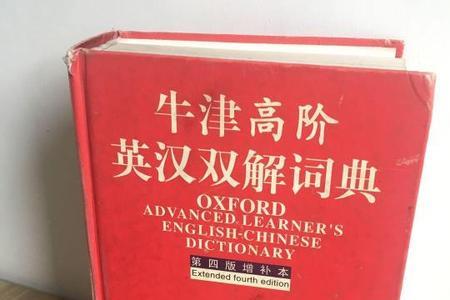 牛津高阶
英汉双解词典
OXFORD
ADVANCED LEARNER'S
ENGLISH-CHINESE
DICTIONARY
第四版增补本
Extended fourth edition